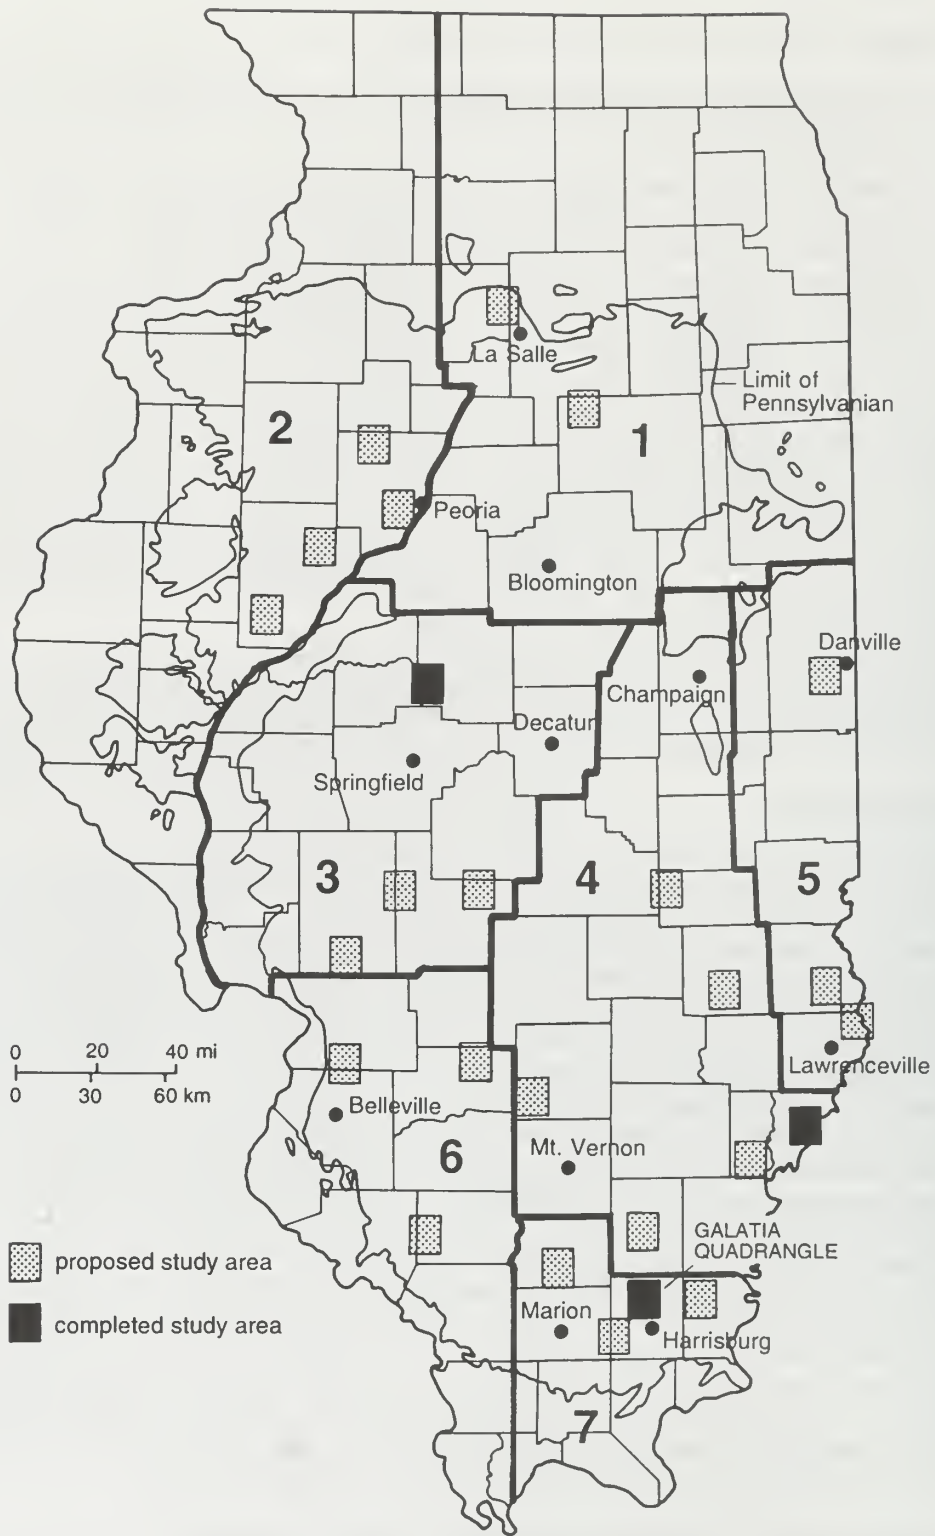 La Salle
Limit of
Pennsylvanian
2
1
Peoria
Bloomington
Danville
Champaign
Decatur
Springfield
3
4
5
0 20 40 mi
0 30 60 km
Lawrenceville
Belleville
Mt. Vernon
6
GALATIA
QUADRANGLE
proposed study area
Marion
completed study area
Harrisburg
7